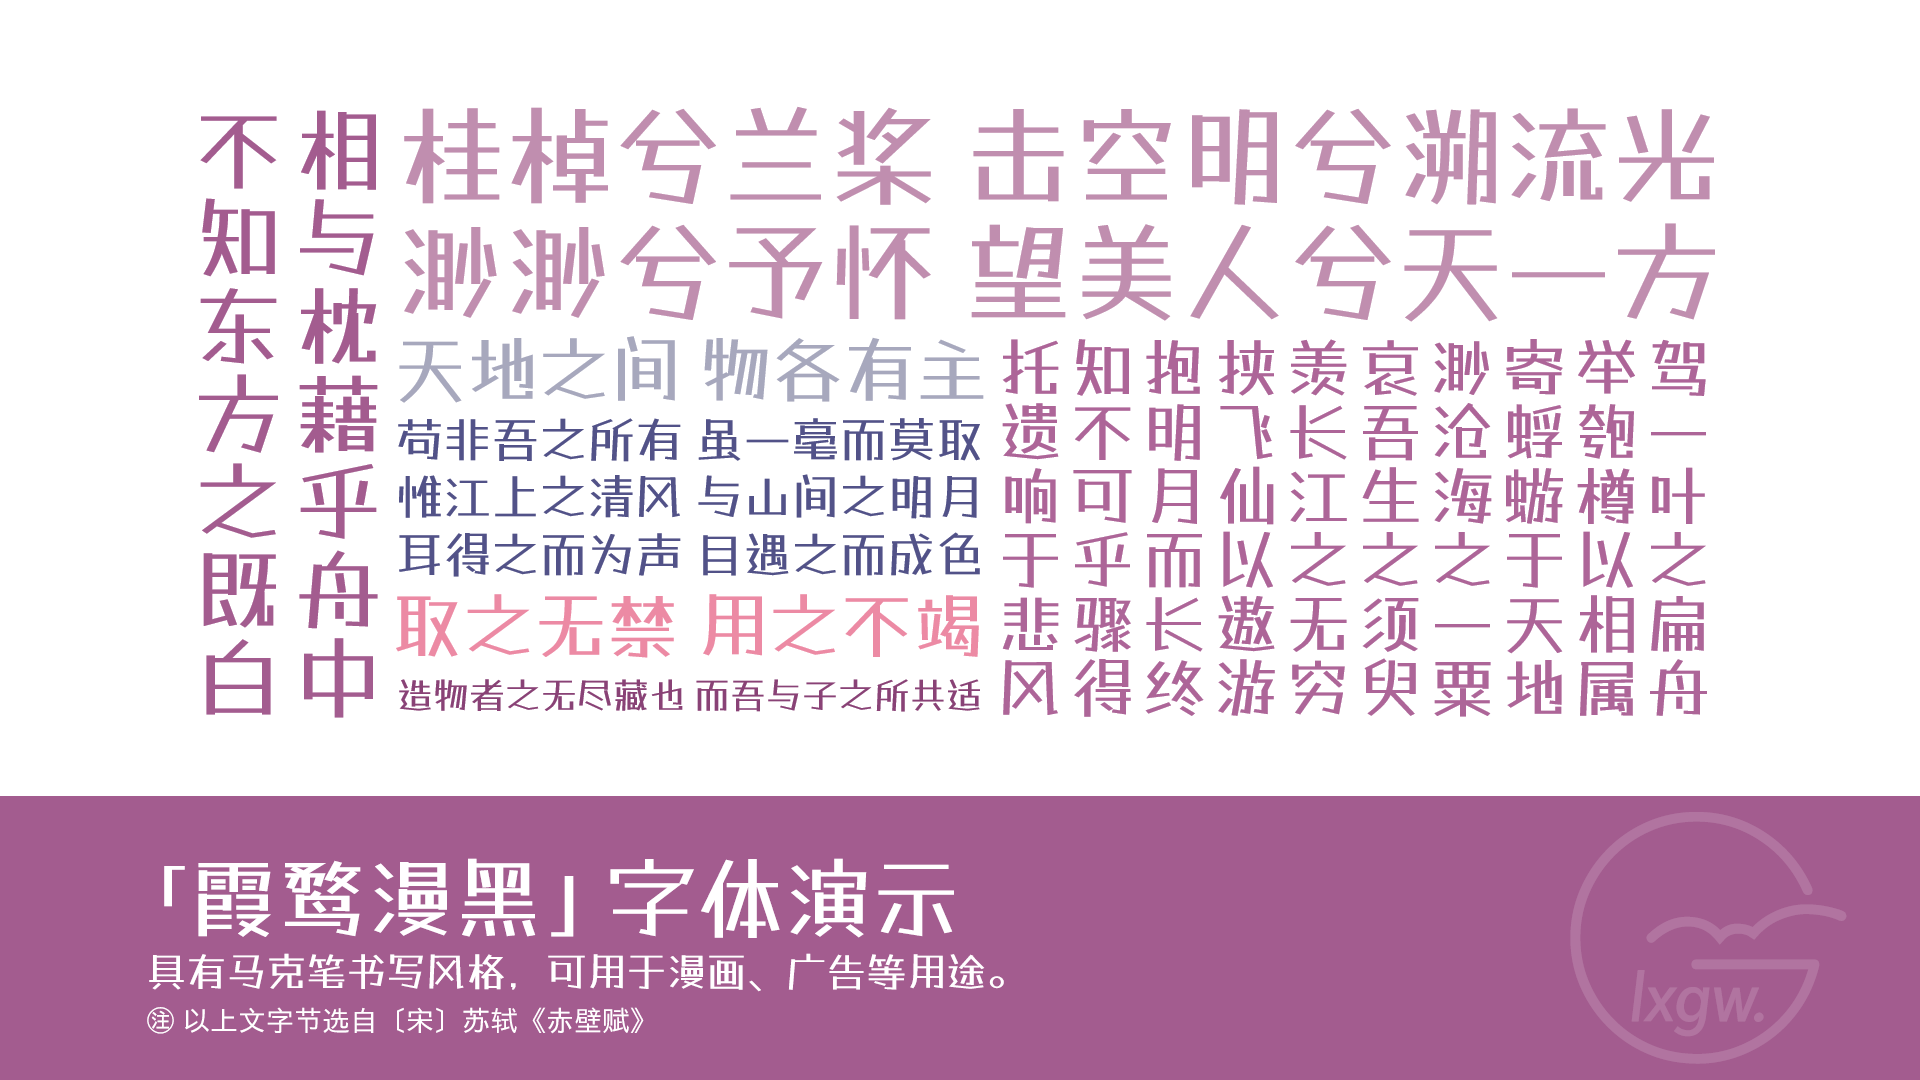 桂棹兮兰桨 击空明兮溯流光
渺渺兮予怀 望美人兮天一方
驾一叶之扁舟
举匏樽以相属
寄蜉蝣于天地
渺沧海之一粟
哀吾生之须臾
羡长江之无穷
挟飞仙以遨游
抱明月而长终
知不可乎骤得
托遗响于悲风
天地之间 物各有主
苟非吾之所有 虽一毫而莫取
惟江上之清风 与山间之明月
耳得之而为声 目遇之而成色
取之无禁 用之不竭
造物者之无尽藏也 而吾与子之所共适
相与枕藉乎舟中
不知东方之既白
「霞鹜漫黑」字体演示
具有马克笔书写风格，可用于漫画、广告等用途。
㊟ 以上文字节选自〔宋〕苏轼《赤壁赋》
lxgw.